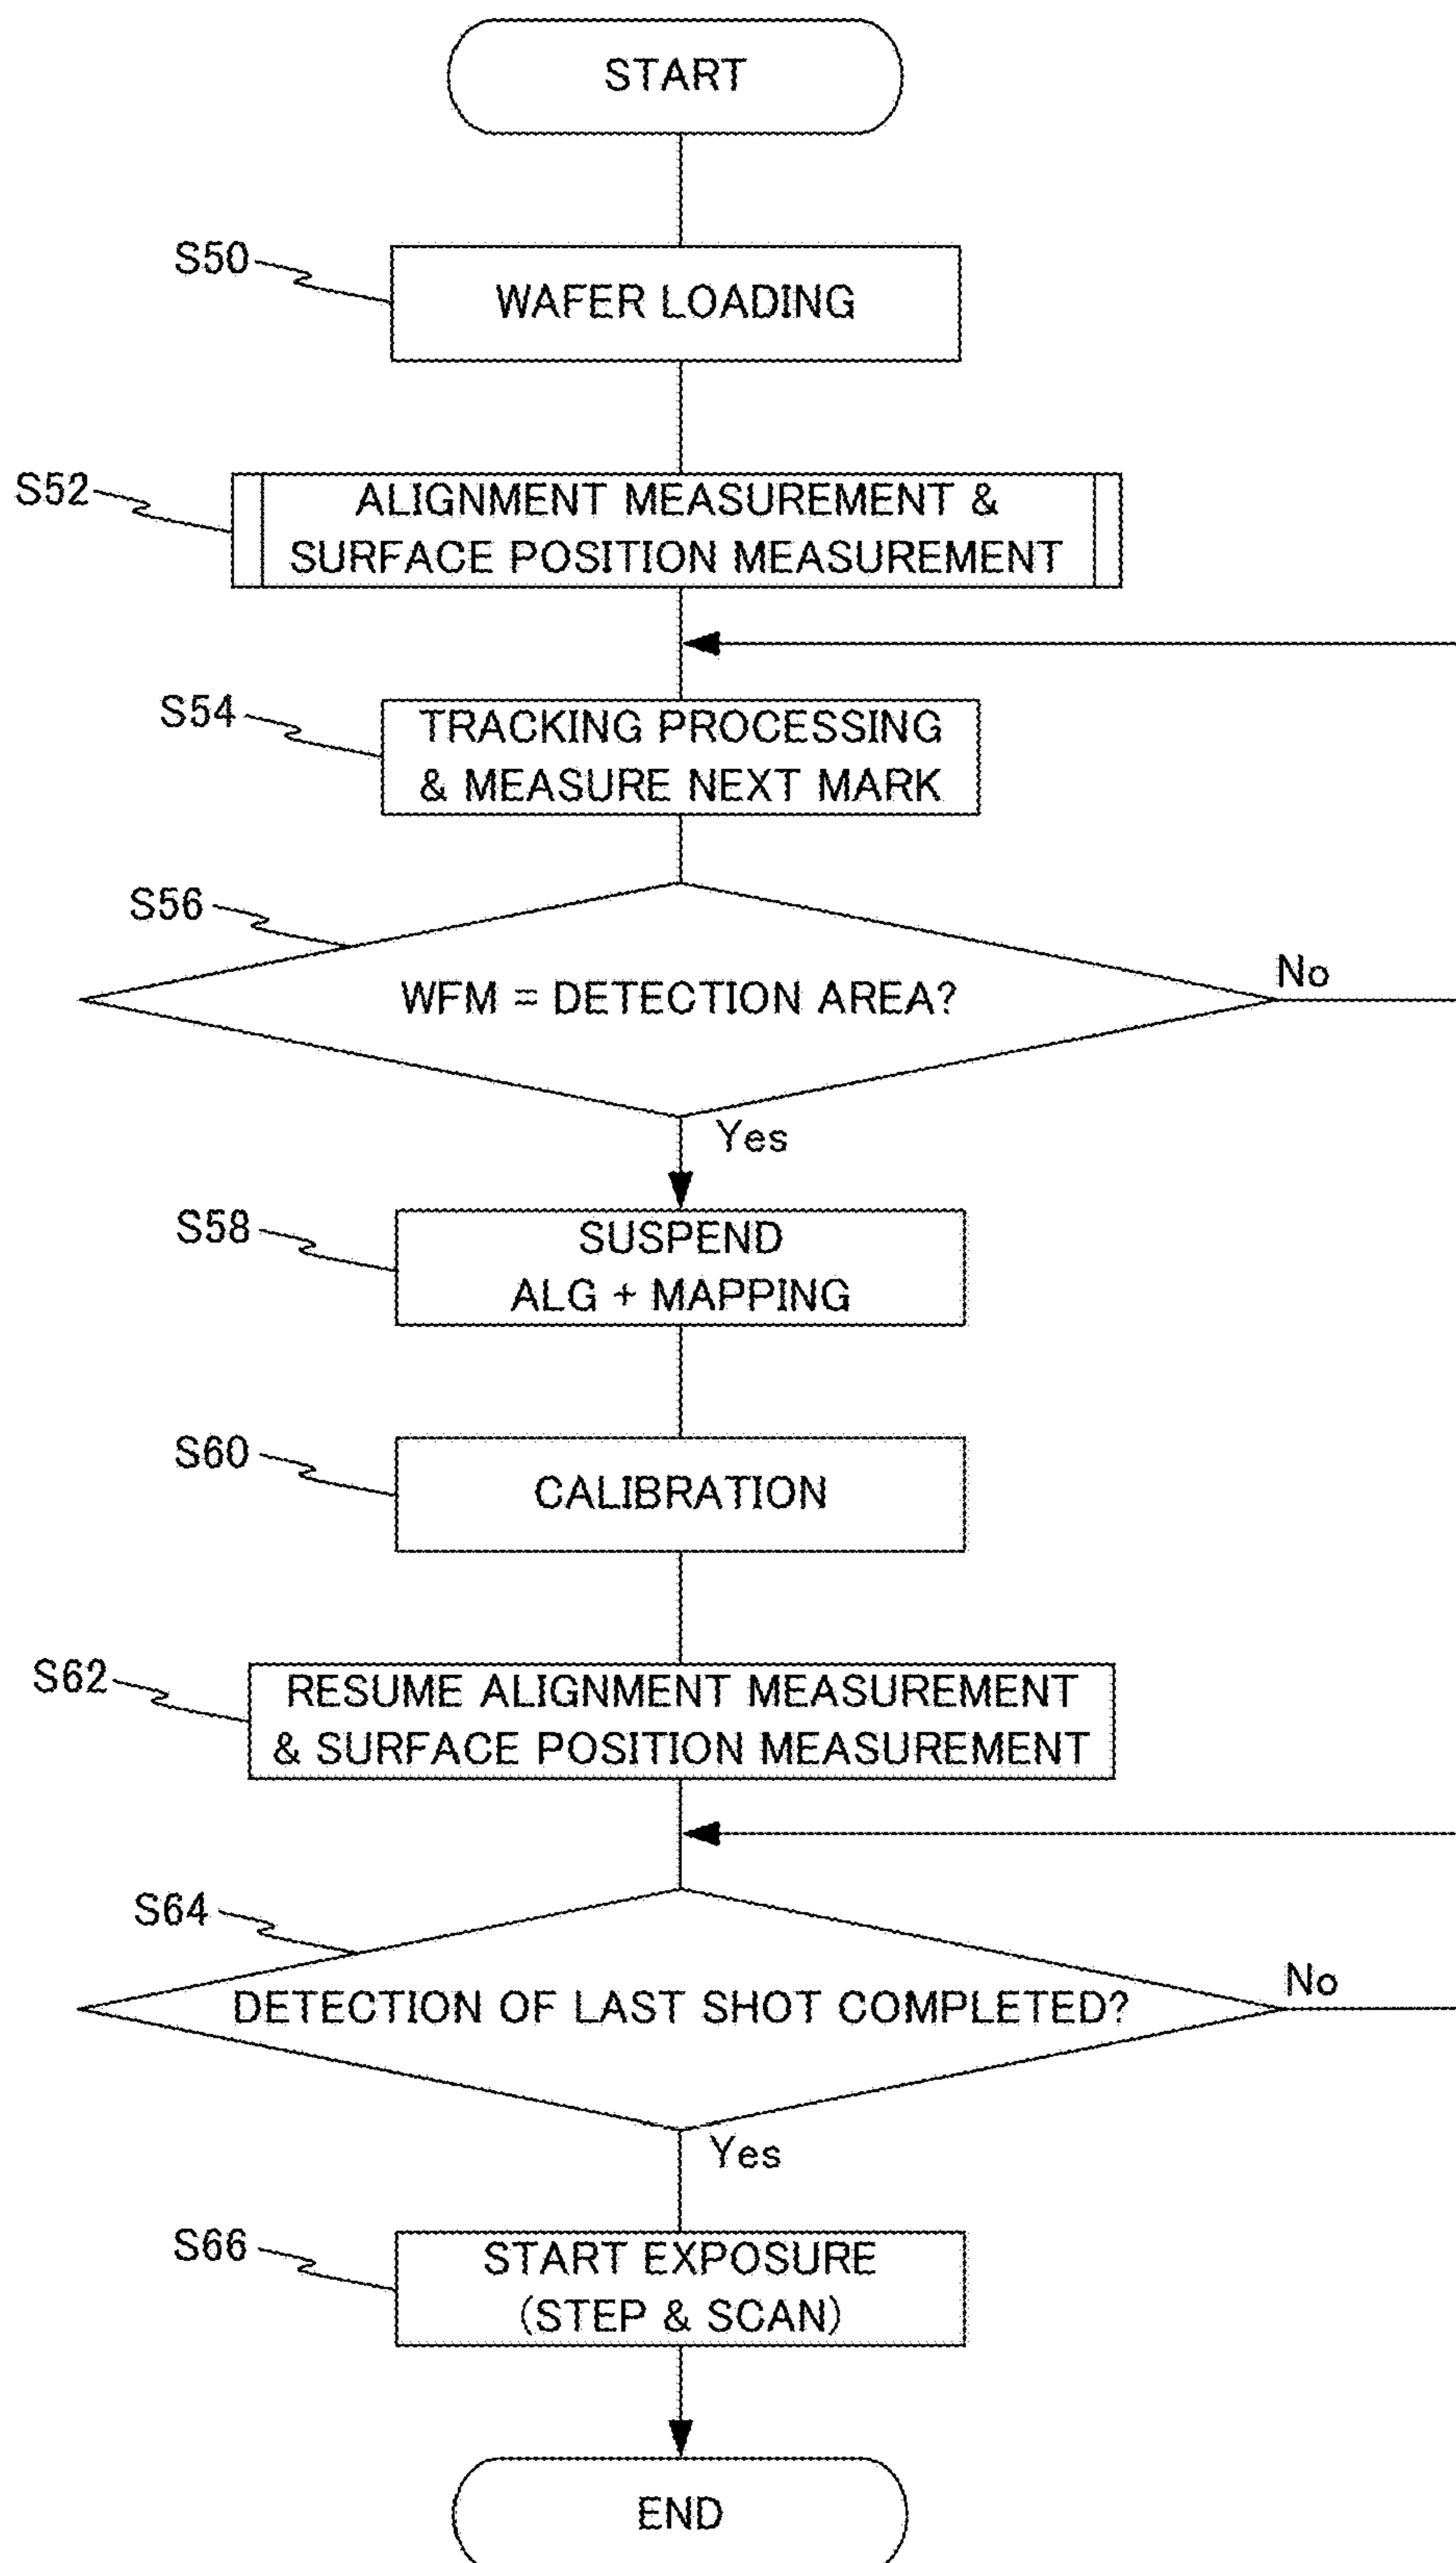 START
S50
WAFER LOADING
S52
ALIGNMENT MEASUREMENT &
SURFACE POSITION MEASUREMENT
S54
TRACKING PROCESSING
& MEASURE NEXT MARK
S56
WFM = DETECTION AREA?
No
Yes
S58
SUSPEND
ALG + MAPPING
S60
CALIBRATION
S62
RESUME ALIGNMENT MEASUREMENT
& SURFACE POSITION MEASUREMENT
S64
DETECTION OF LAST SHOT COMPLETED?
No
Yes
S66
START EXPOSURE
(STEP & SCAN)
END